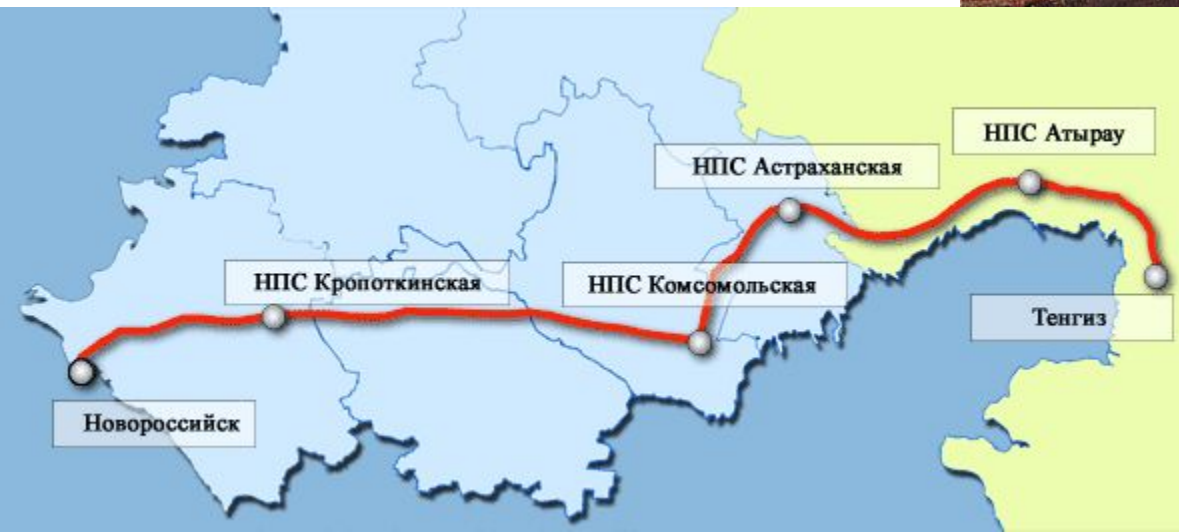 НПС Атырау
НПС Астраханская
НПС Кропоткинская
НПС Комсомольская
Тенгиз
Новороссийск